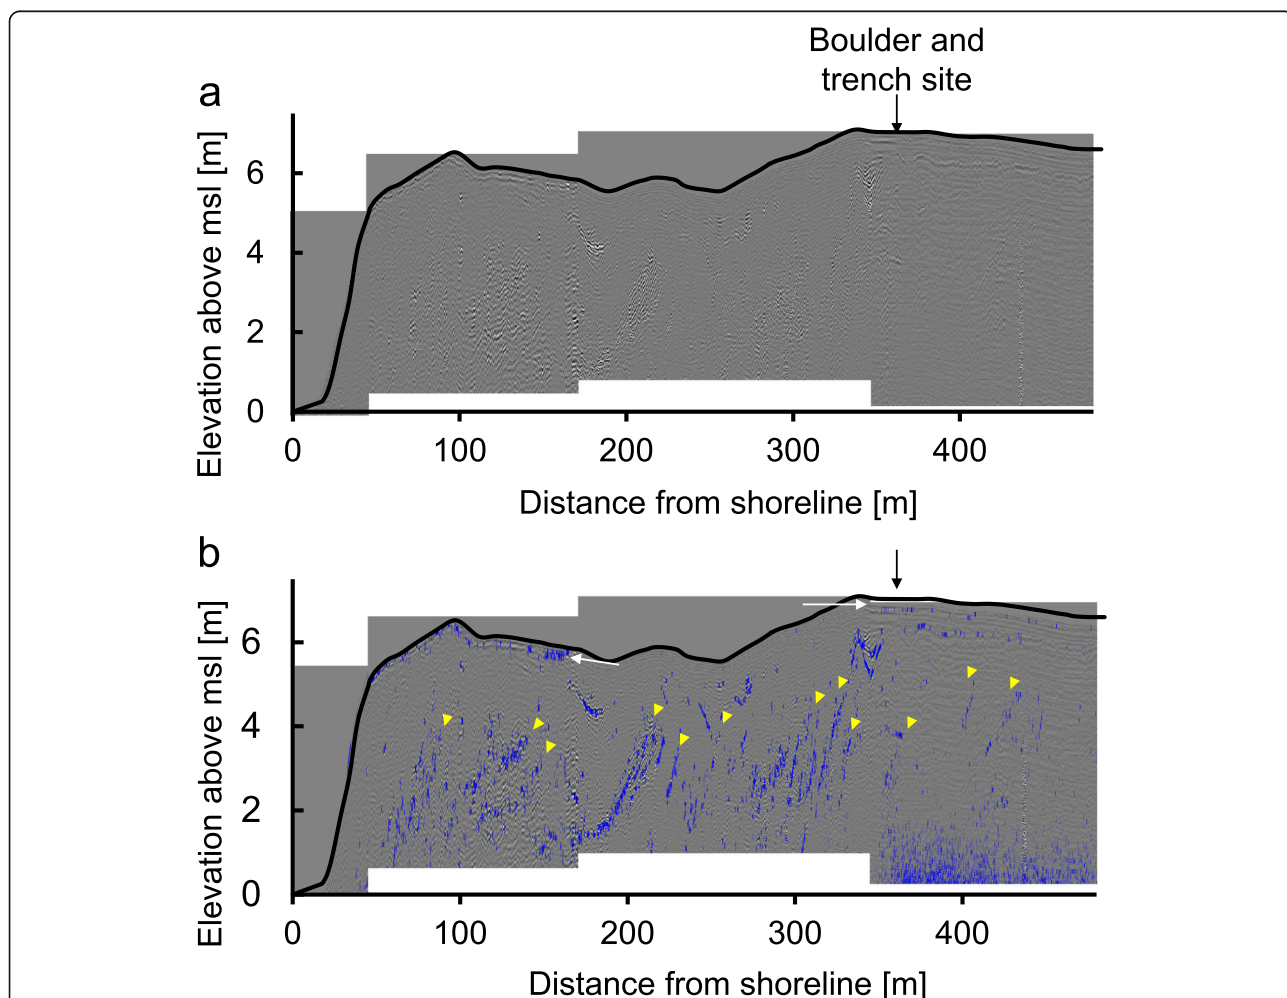 Boulder and
trench site
a
Elevation above msl [m]
6
4
2
0
0 100 200 300 400
Distance from shoreline [m]
b
Elevation above msl [m]
6
4
2
0
0 100 200 300 400
Distance from shoreline [m]